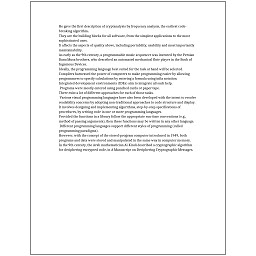 He gave the first description of cryptanalysis by frequency analysis, the earliest code-
breaking algorithm.
They are the building blocks for all software, from the simplest applications to the most
sophisticated ones.
It affects the aspects of quality above, including portability, usability and most importantly
maintainability.
As early as the 9th century, a programmable music sequencer was invented by the Persian
Banu Musa brothers, who described an automated mechanical flute player in the Book of
Ingenious Devices.
Ideally, the programming language best suited for the task at hand will be selected.
Compilers harnessed the power of computers to make programming easier by allowing
programmers to specify calculations by entering a formula using infix notation.
Integrated development environments (IDEs) aim to integrate all such help.
Programs were mostly entered using punched cards or paper tape.
There exist a lot of different approaches for each of those tasks.
Various visual programming languages have also been developed with the intent to resolve
readability concerns by adopting non-traditional approaches to code structure and display.
It involves designing and implementing algorithms, step-by-step specifications of
procedures, by writing code in one or more programming languages.
Provided the functions in a library follow the appropriate run-time conventions (e.g.,
method of passing arguments), then these functions may be written in any other language.
Different programming languages support different styles of programming (called
programming paradigms).
However, with the concept of the stored-program computer introduced in 1949, both
programs and data were stored and manipulated in the same way in computer memory.
In the 9th century, the Arab mathematician Al-Kindi described a cryptographic algorithm
for deciphering encrypted code, in A Manuscript on Deciphering Cryptographic Messages.